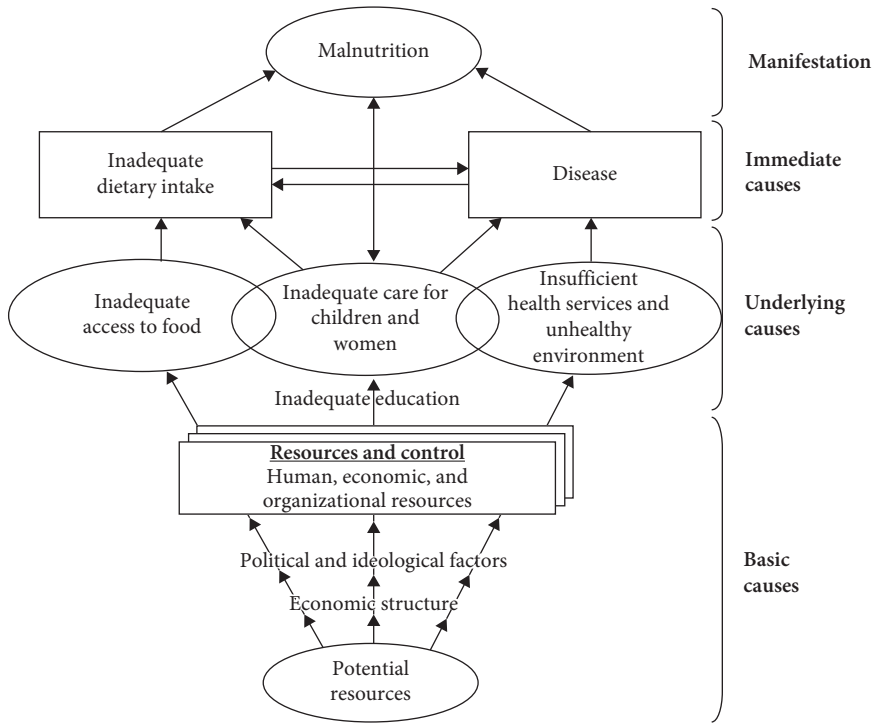 Malnutrition
Manifestation
Inadequate
dietary intake
Disease
Immediate
causes
Inadequate
access to food
Inadequate care for
children and
women
Insufficient
health services and
unhealthy
environment
Underlying
causes
Inadequate education
Resources and control
Human, economic, and
organizational resources
Political and ideological factors
Economic structure
Basic
causes
Potential
resources